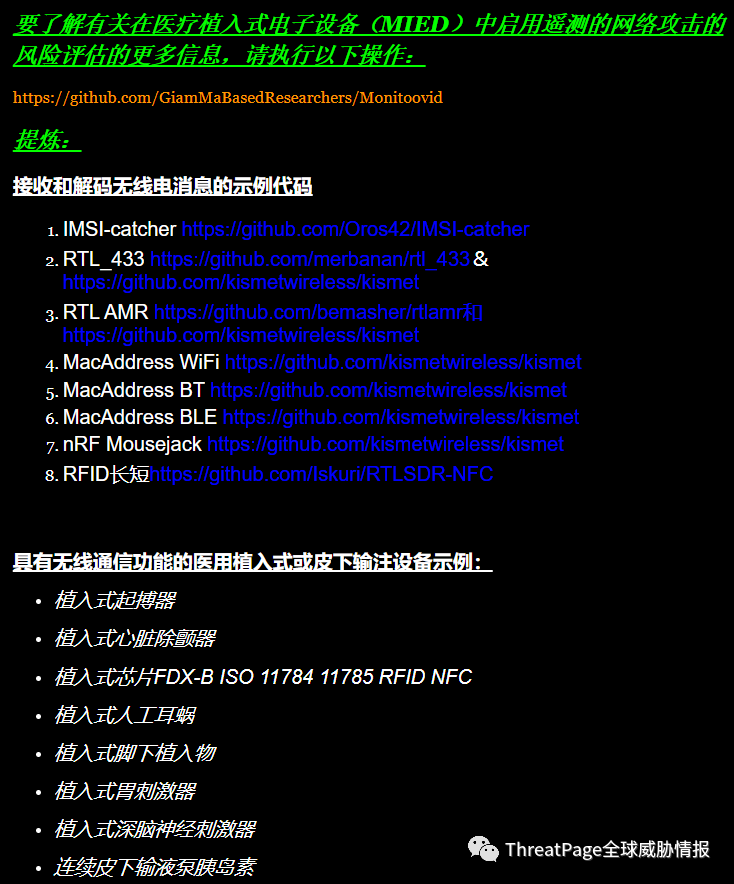 要了解有关在医疗植入式电子设备（MIED）中启用遥测的网络攻击的
风险评估的更多信息，请执行以下操作：
https://github.com/GiamMaBasedResearchers/Monitoovid
提炼：
接收和解码无线电消息的示例代码
1. IMSI-catcher https://github.com/Oros42/IMSI-catcher
2. RTL_433 https://github.com/merbanan/rtl_433＆
https://github.com/kismetwireless/kismet
3. RTL AMR https://github.com/bemasher/rtlamr和
https://github.com/kismetwireless/kismet
4. MacAddress WiFi https://github.com/kismetwireless/kismet
5. MacAddress BT https://github.com/kismetwireless/kismet
6. MacAddress BLE https://github.com/kismetwireless/kismet
7. nRF Mousejack https://github.com/kismetwireless/kismet
8. RFID长短https://github.com/Iskuri/RTLSDR-NFC
具有无线通信功能的医用植入式或皮下输注设备示例：
• 植入式起搏器
• 植入式心脏除颤器
• 植入式芯片FDX-B ISO 11784 11785 RFID NFC
• 植入式人工耳蜗
• 植入式脚下植入物
• 植入式胃刺激器
• 植入式深脑神经刺激器
• 连续皮下输液泵胰岛素
ThreatPage全球威胁情报